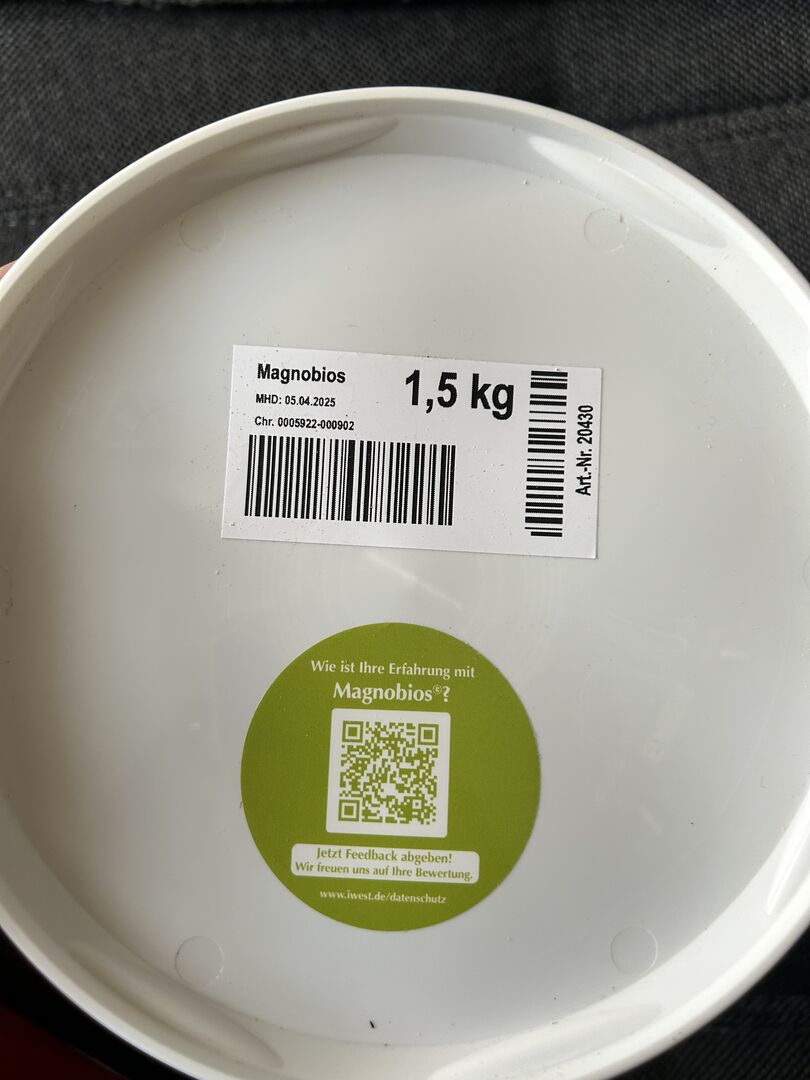 Magnobios
1,5 kg
MHD: 05.04.2025
Chr. 0005922-000902
Art.-Nr. 20430
Wie ist Ihre Erfahrung mit
Magnobios®?
Jetzt Feedback abgeben!
Wir freuen uns auf Ihre Bewertung.
www.iwest.de/datenschutz